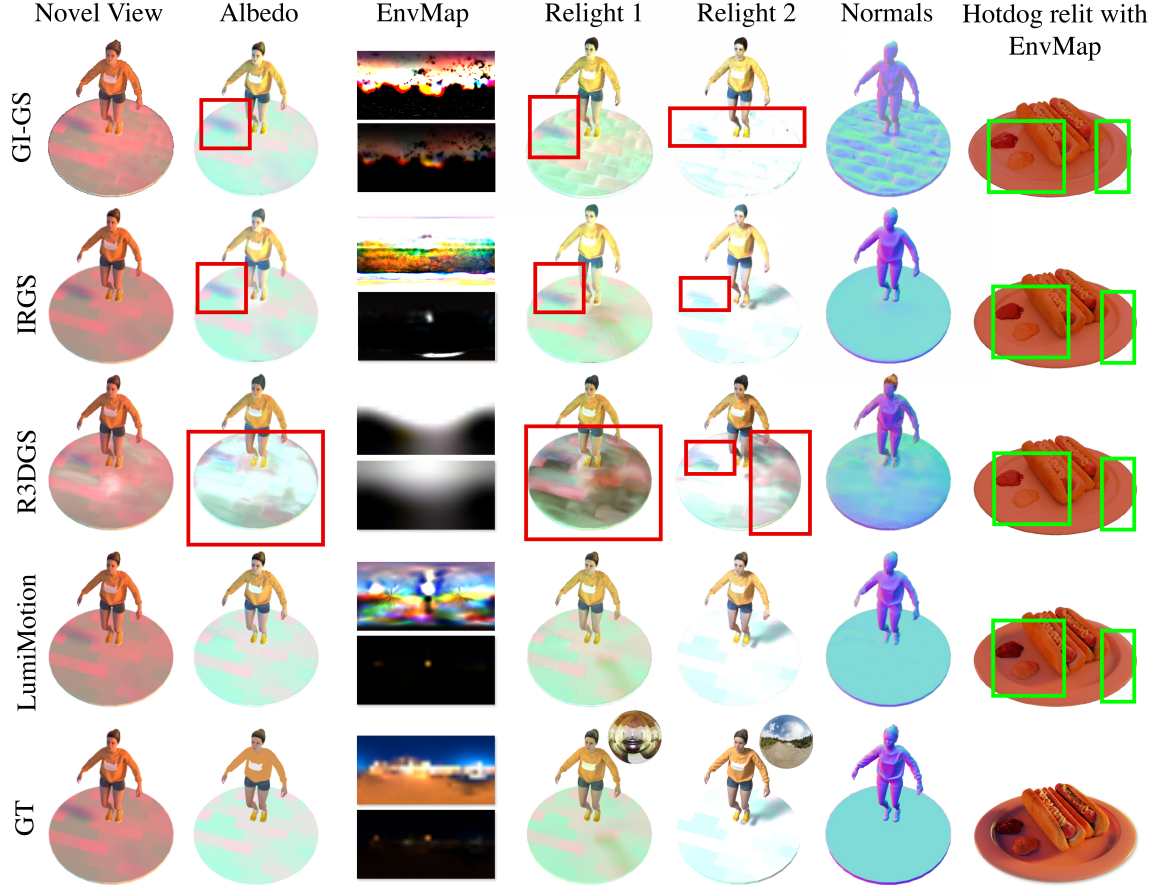 Novel View
Albedo
EnvMap
Relight 1
Relight 2
Normals
Hotdog relit with
EnvMap
GI-GS
IRGS
R3DGS
LumiMotion
GT